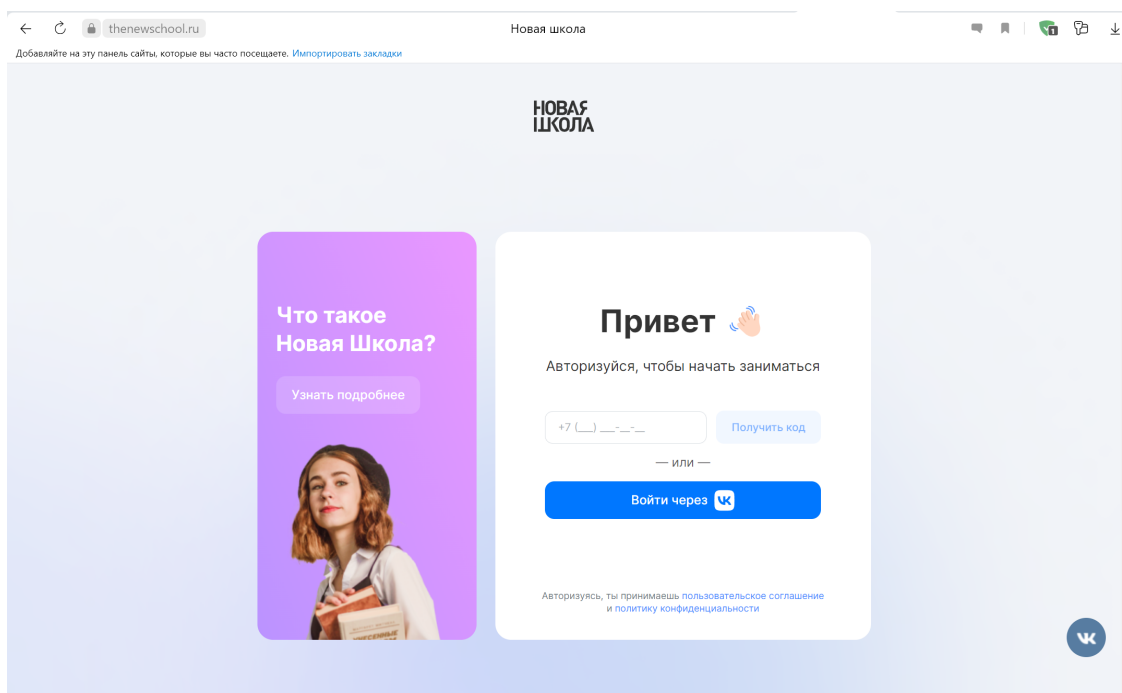 thenewschool.ru
Новая школа
1
Добавляйте на эту панель сайты, которые вы часто посещаете. Импортировать закладки
НОВАЯ
ШКОЛА
Что такое
Новая Школа?
Узнать подробнее
Привет
Авторизуйся, чтобы начать заниматься
+7 (__) ___-__-__ Получить код
— или —
Войти через
Авторизуясь, ты принимаешь пользовательское соглашение
и политику конфиденциальности